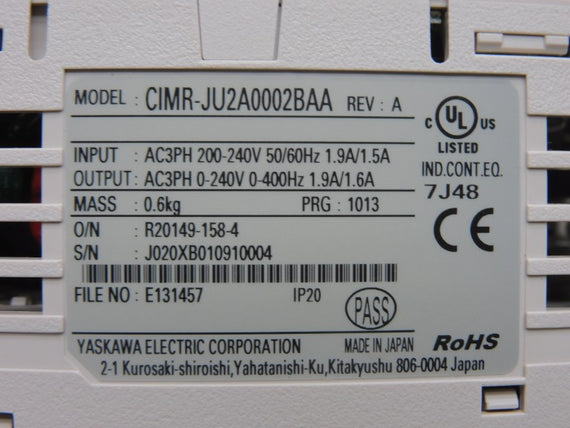 MODEL : CIMR-JU2A0002BAA REV : A
C UL US
LISTED
IND.CONT.EQ.
7J48
INPUT : AC3PH 200-240V 50/60Hz 1.9A/1.5A
OUTPUT : AC3PH 0-240V 0-400Hz 1.9A/1.6A
MASS : 0.6kg PRG : 1013
O/N : R20149-158-4
S/N : J020XB010910004
CE
FILE NO : E131457 IP20
PASS
YASKAWA ELECTRIC CORPORATION MADE IN JAPAN RoHS
2-1 Kurosaki-shiroishi,Yahatanishi-Ku,Kitakyushu 806-0004 Japan